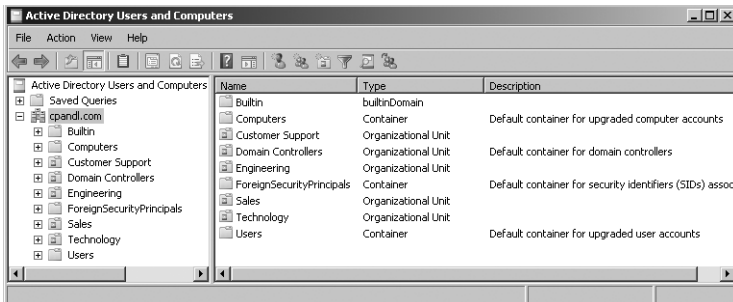 Active Directory Users and Computers
File Action View Help
Active Directory Users and Computers
Saved Queries
cpandl.com
Builtin
Computers
Customer Support
Domain Controllers
Engineering
ForeignSecurityPrincipals
Sales
Technology
Users
Name Type Description
Builtin builtinDomain
Computers Container Default container for upgraded computer accounts
Customer Support Organizational Unit
Domain Controllers Organizational Unit Default container for domain controllers
Engineering Organizational Unit
ForeignSecurityPrincipals Container Default container for security identifiers (SIDs) assoc
Sales Organizational Unit
Technology Organizational Unit
Users Container Default container for upgraded user accounts